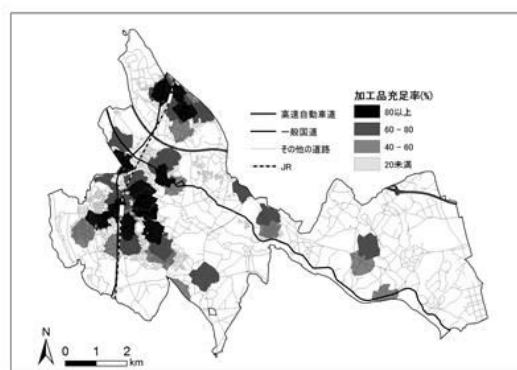 加工品充足率(%)
高速自動車道
一般国道
その他の道路
JR
80以上
60 - 80
40 - 60
20未満
N
0 1 2
km